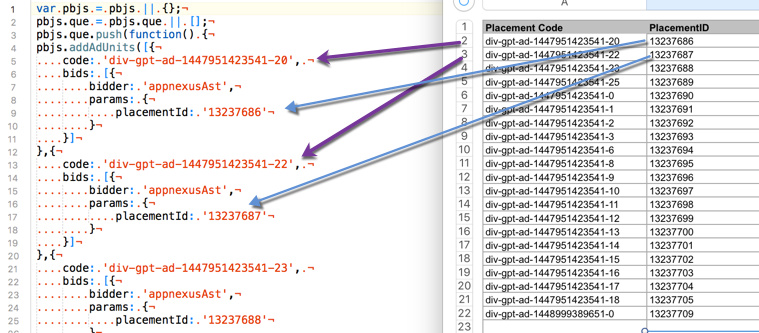 1 var.pbjs.=.pbjs.||.{};¬
2 pbjs.que.=.pbjs.que.||.[];¬
3 pbjs.que.push(function().{¬
4 pbjs.addAdUnits([{¬
5 ....code:.'div-gpt-ad-1447951423541-20',.¬
6 ....bids:.[{¬
7 ........bidder:.'appnexusAst',¬
8 ........params:.{¬
9 ............placementId:.'13237686'¬
10 ........}¬
11 ....}]¬
12 },{¬
13 ....code:.'div-gpt-ad-1447951423541-22',.¬
14 ....bids:.[{¬
15 ........bidder:.'appnexusAst',¬
16 ........params:.{¬
17 ............placementId:.'13237687'¬
18 ........}¬
19 ....}]¬
20 },{¬
21 ....code:.'div-gpt-ad-1447951423541-23',.¬
22 ....bids:.[{¬
23 ........bidder:.'appnexusAst',¬
24 ........params:.{¬
25 ............placementId:.'13237688'¬
A
1 Placement Code PlacementID
2 div-gpt-ad-1447951423541-20 13237686
3 div-gpt-ad-1447951423541-22 13237687
4 div-gpt-ad-1447951423541-23 13237688
5 div-gpt-ad-1447951423541-25 13237689
6 div-gpt-ad-1447951423541-0 13237690
7 div-gpt-ad-1447951423541-1 13237691
8 div-gpt-ad-1447951423541-2 13237692
9 div-gpt-ad-1447951423541-3 13237693
10 div-gpt-ad-1447951423541-6 13237694
11 div-gpt-ad-1447951423541-8 13237695
12 div-gpt-ad-1447951423541-9 13237696
13 div-gpt-ad-1447951423541-10 13237697
14 div-gpt-ad-1447951423541-11 13237698
15 div-gpt-ad-1447951423541-12 13237699
16 div-gpt-ad-1447951423541-13 13237700
17 div-gpt-ad-1447951423541-14 13237701
18 div-gpt-ad-1447951423541-15 13237702
19 div-gpt-ad-1447951423541-16 13237703
20 div-gpt-ad-1447951423541-17 13237704
21 div-gpt-ad-1447951423541-18 13237705
22 div-gpt-ad-1448999389651-0 13237709
23